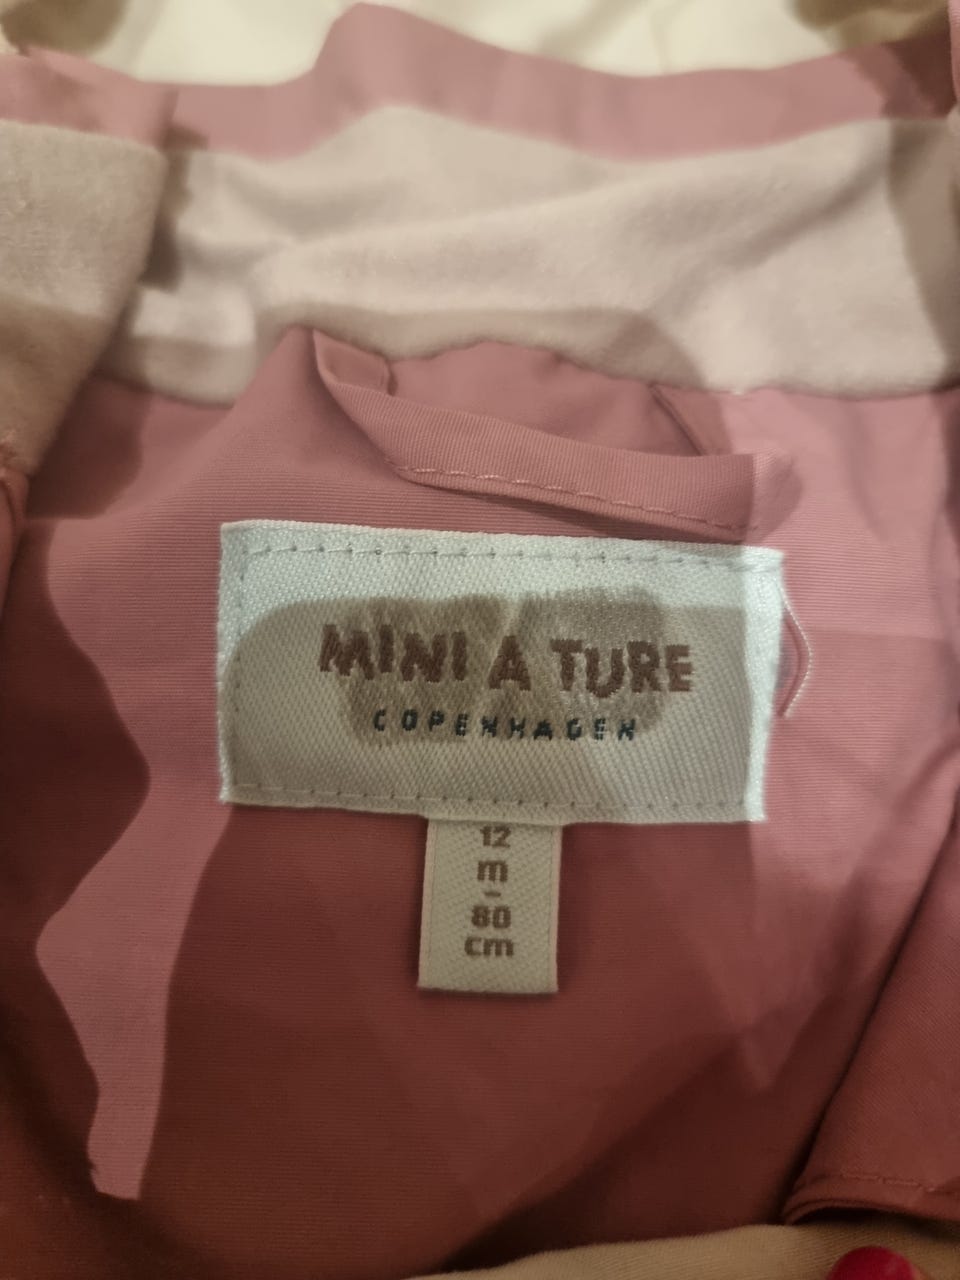 MINI A TURE
COPENHAGEN
12
m
-
80
cm